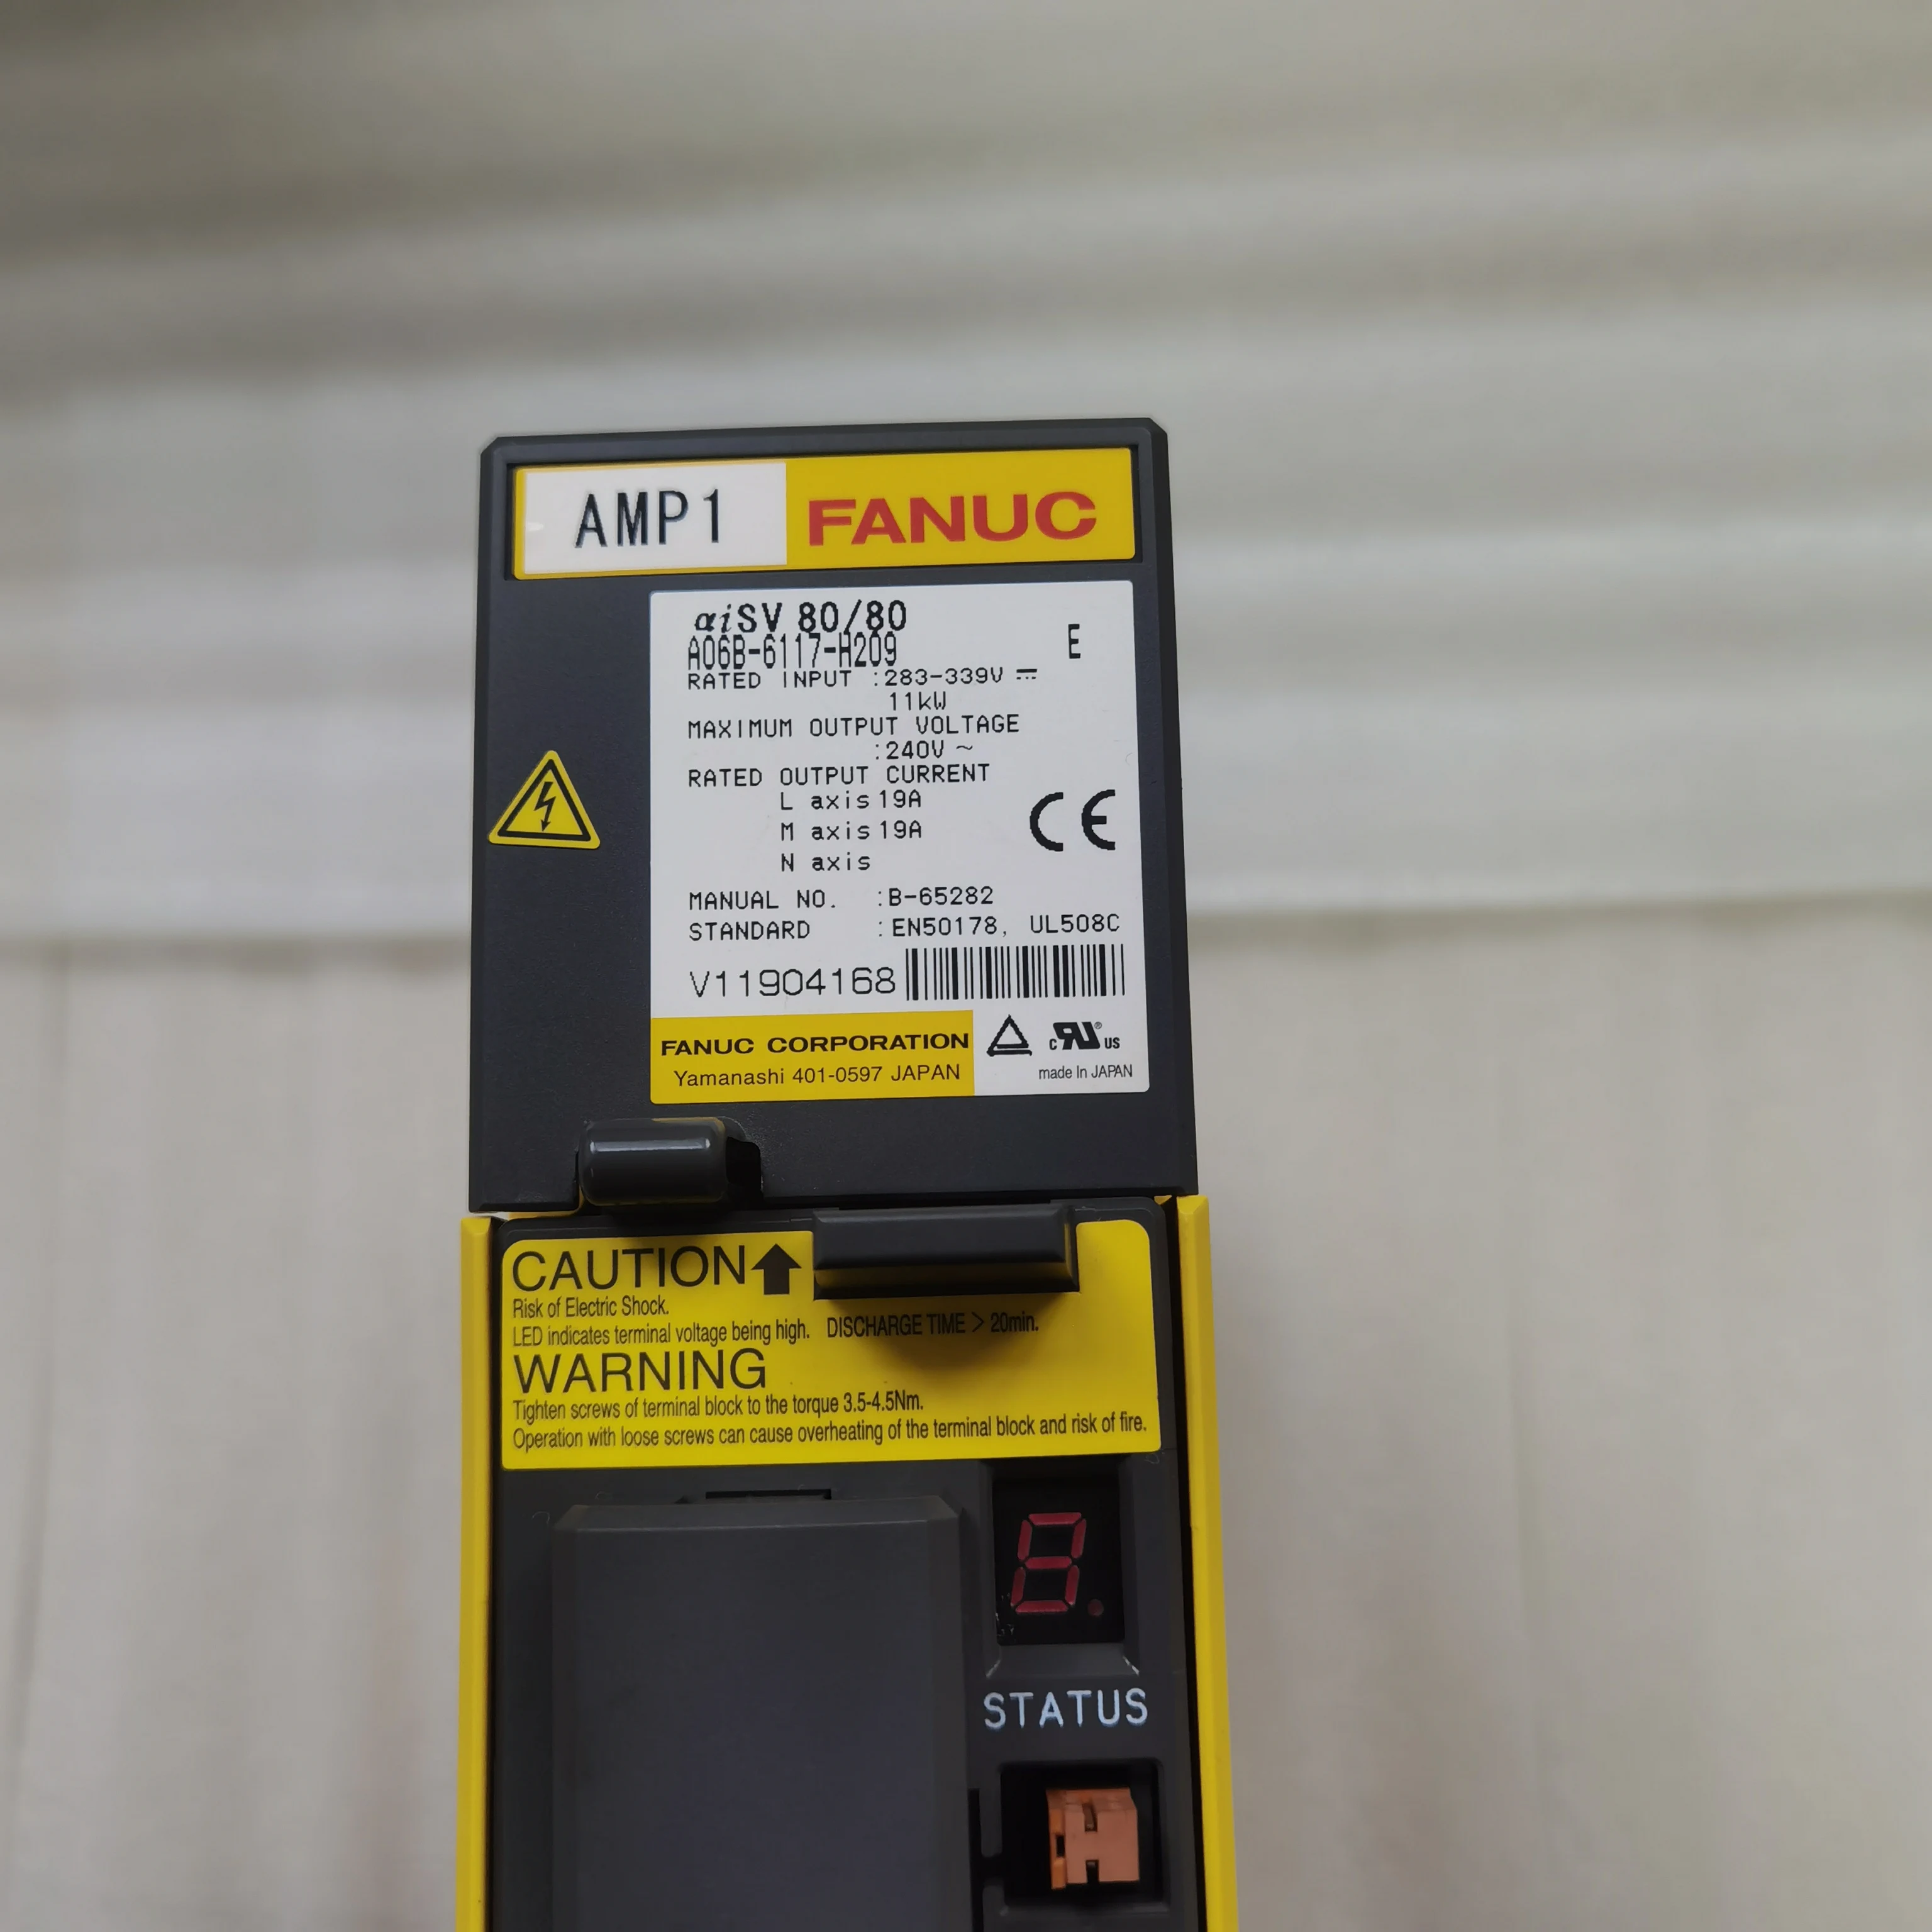 AMP1 FANUC
αiSV 80/80
A06B-6117-H209 E
RATED INPUT :283-339V ⎓
11kW
MAXIMUM OUTPUT VOLTAGE
:240V ~
RATED OUTPUT CURRENT
L axis 19A
M axis 19A
N axis
CE
MANUAL NO. :B-65282
STANDARD :EN50178, UL508C
V11904168
FANUC CORPORATION
Yamanashi 401-0597 JAPAN
c RU ® US
made In JAPAN
CAUTION
Risk of Electric Shock.
LED indicates terminal voltage being high. DISCHARGE TIME > 20min.
WARNING
Tighten screws of terminal block to the torque 3.5-4.5Nm.
Operation with loose screws can cause overheating of the terminal block and risk of fire.
8.
STATUS